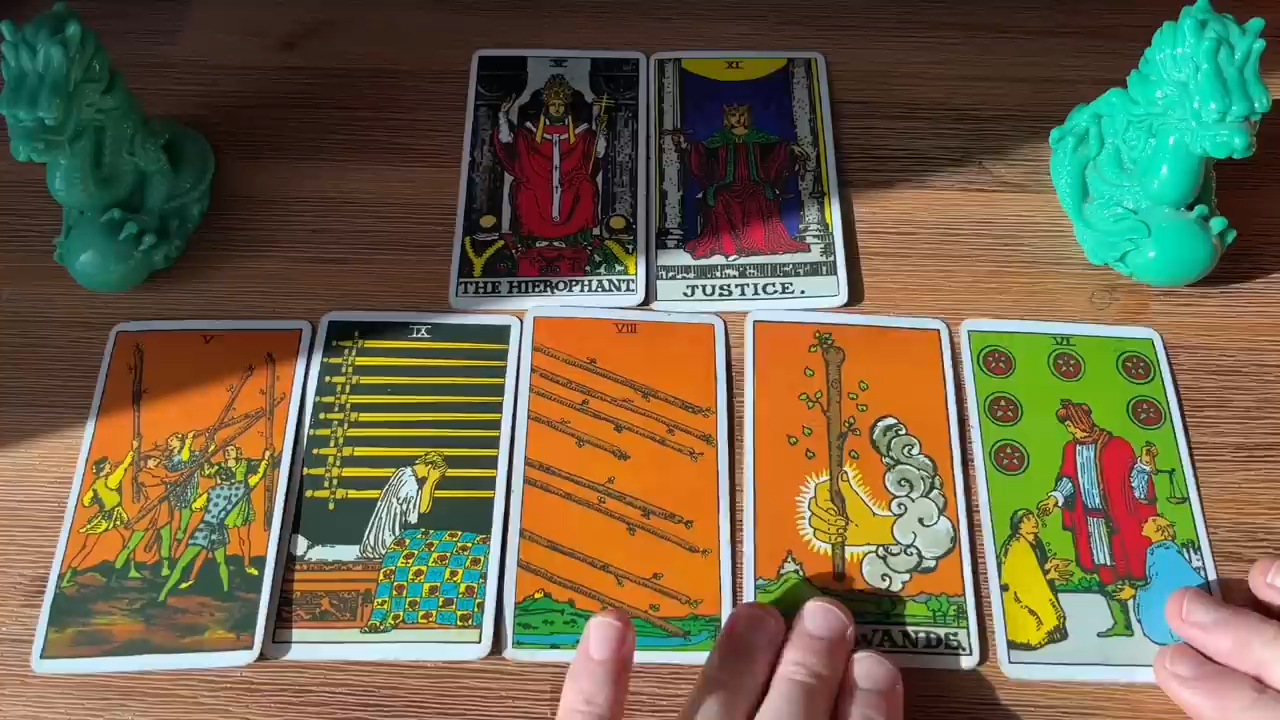 V
THE HIEROPHANT
XI
JUSTICE.
V
IX
VIII
WANDS.
VI